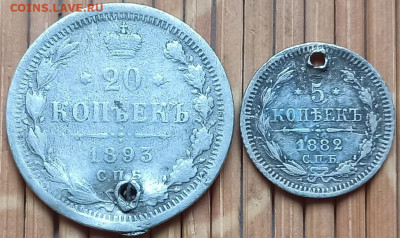 COINS.LAVE.RU
20
КОПѢЕКЪ
1893
С.П.Б.
5
КОПѢЕКЪ
1882
С.П.Б.